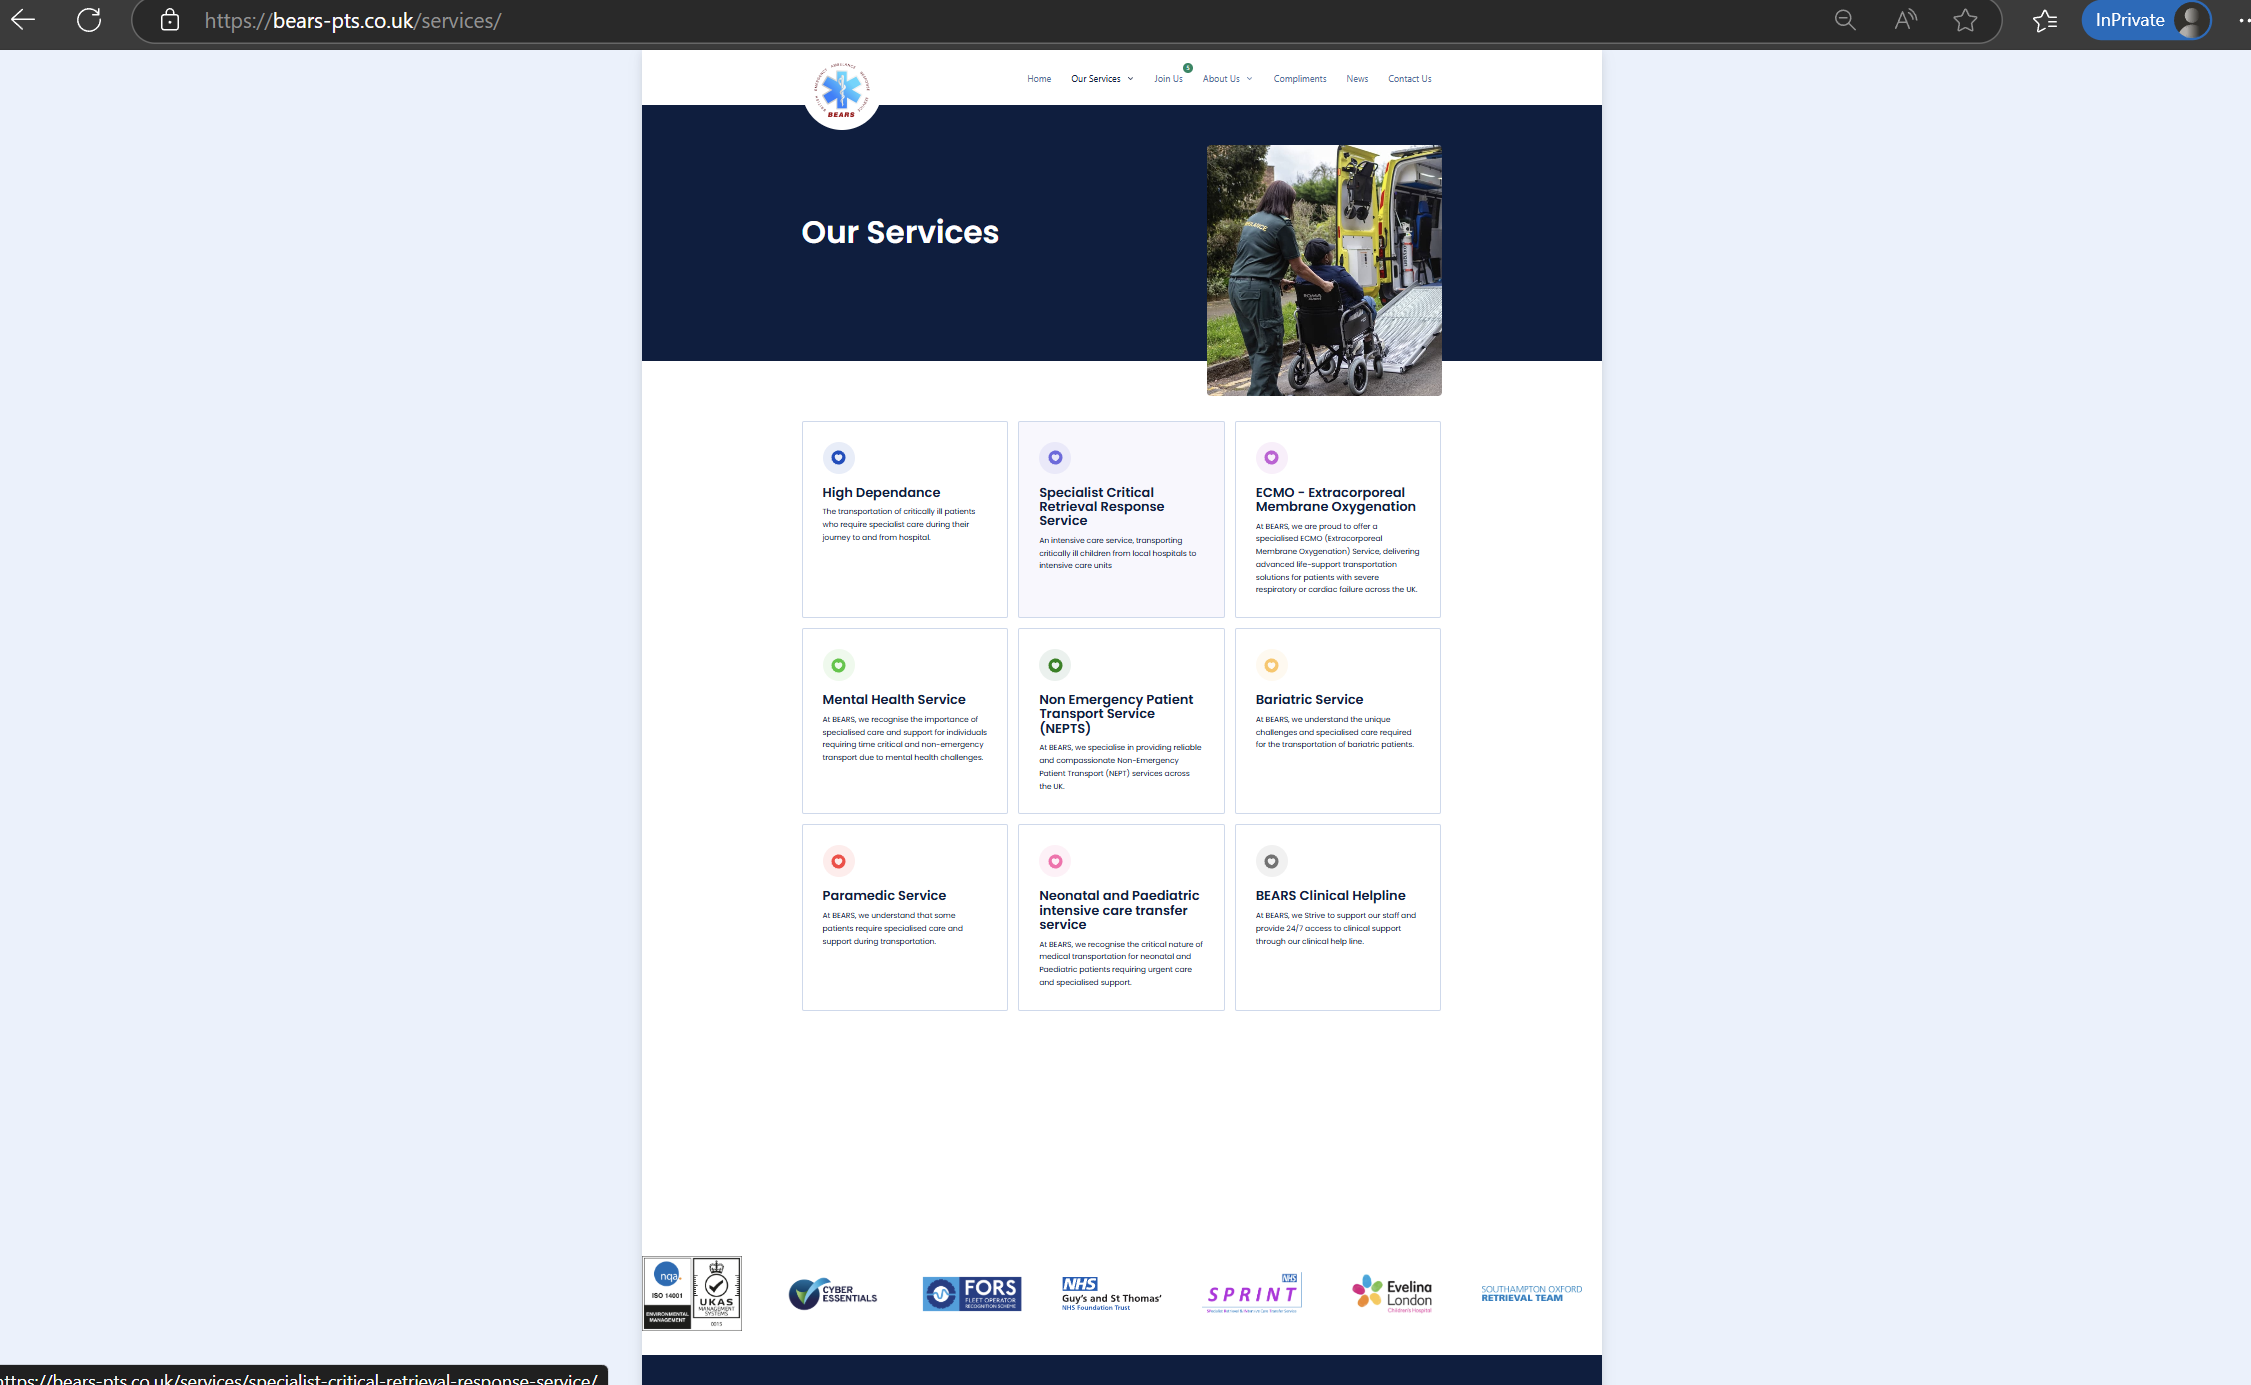 https://bears-pts.co.uk/services/
InPrivate
BEARS
Home
Our Services
Join Us
5
About Us
Compliments
News
Contact Us
Our Services
High Dependance
The transportation of critically ill patients
who require specialist care during their
journey to and from hospital.
Specialist Critical
Retrieval Response
Service
An intensive care service, transporting
critically ill children from local hospitals to
intensive care units
ECMO - Extracorporeal
Membrane Oxygenation
At BEARS, we are proud to offer a
specialised ECMO (Extracorporeal
Membrane Oxygenation) Service, delivering
advanced life-support transportation
solutions for patients with severe
respiratory or cardiac failure across the UK.
Mental Health Service
At BEARS, we recognise the importance of
specialised care and support for individuals
requiring time critical and non-emergency
transport due to mental health challenges.
Non Emergency Patient
Transport Service
(NEPTS)
At BEARS, we specialise in providing reliable
and compassionate Non-Emergency
Patient Transport (NEPT) services across
the UK.
Bariatric Service
At BEARS, we understand the unique
challenges and specialised care required
for the transportation of bariatric patients.
Paramedic Service
At BEARS, we understand that some
patients require specialised care and
support during transportation.
Neonatal and Paediatric
intensive care transfer
service
At BEARS, we recognise the critical nature of
medical transportation for neonatal and
Paediatric patients requiring urgent care
and specialised support.
BEARS Clinical Helpline
At BEARS, we Strive to support our staff and
provide 24/7 access to clinical support
through our clinical help line.
nqa.
ISO 14001
ENVIRONMENTAL
MANAGEMENT
UKAS
MANAGEMENT
SYSTEMS
0015
CYBER
ESSENTIALS
FORS
FLEET OPERATOR
RECOGNITION SCHEME
NHS
Guy's and St Thomas'
NHS Foundation Trust
NHS
SPRINT
Evelina
London
Children's Hospital
SOUTHAMPTON OXFORD
RETRIEVAL TEAM
https://bears-pts.co.uk/services/specialist-critical-retrieval-response-service/